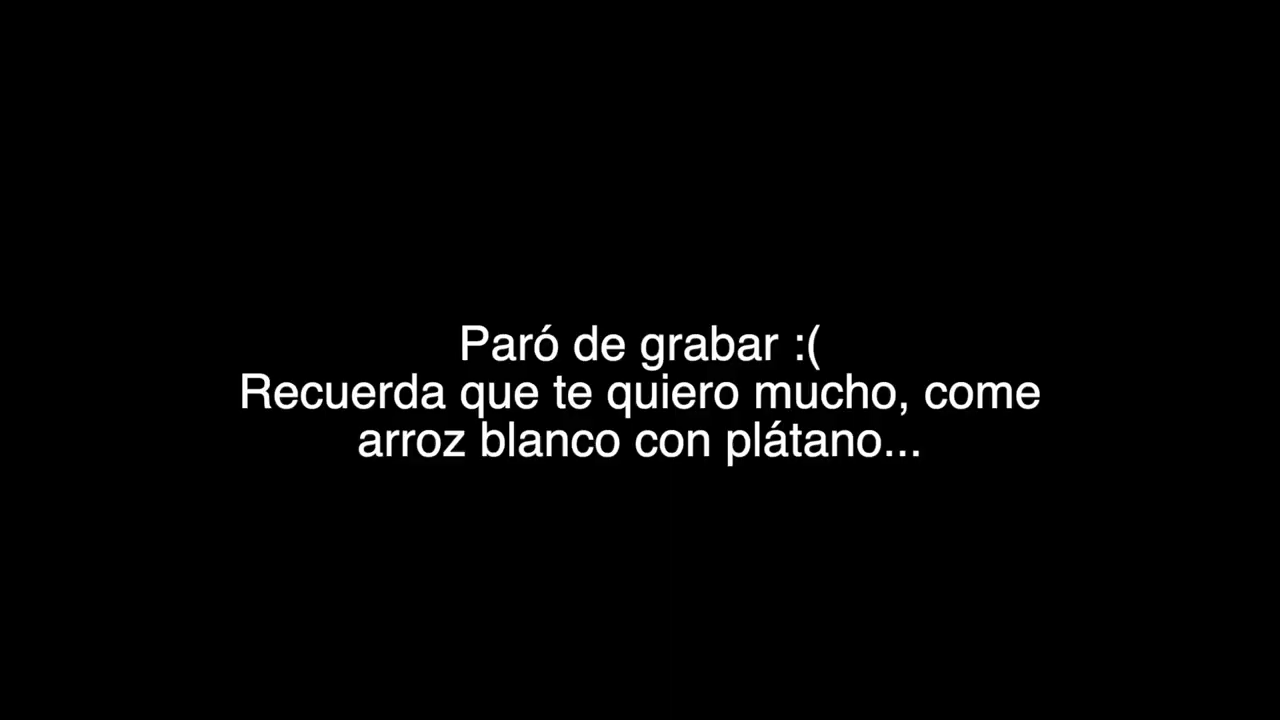 Paró de grabar :(
Recuerda que te quiero mucho, come
arroz blanco con plátano...